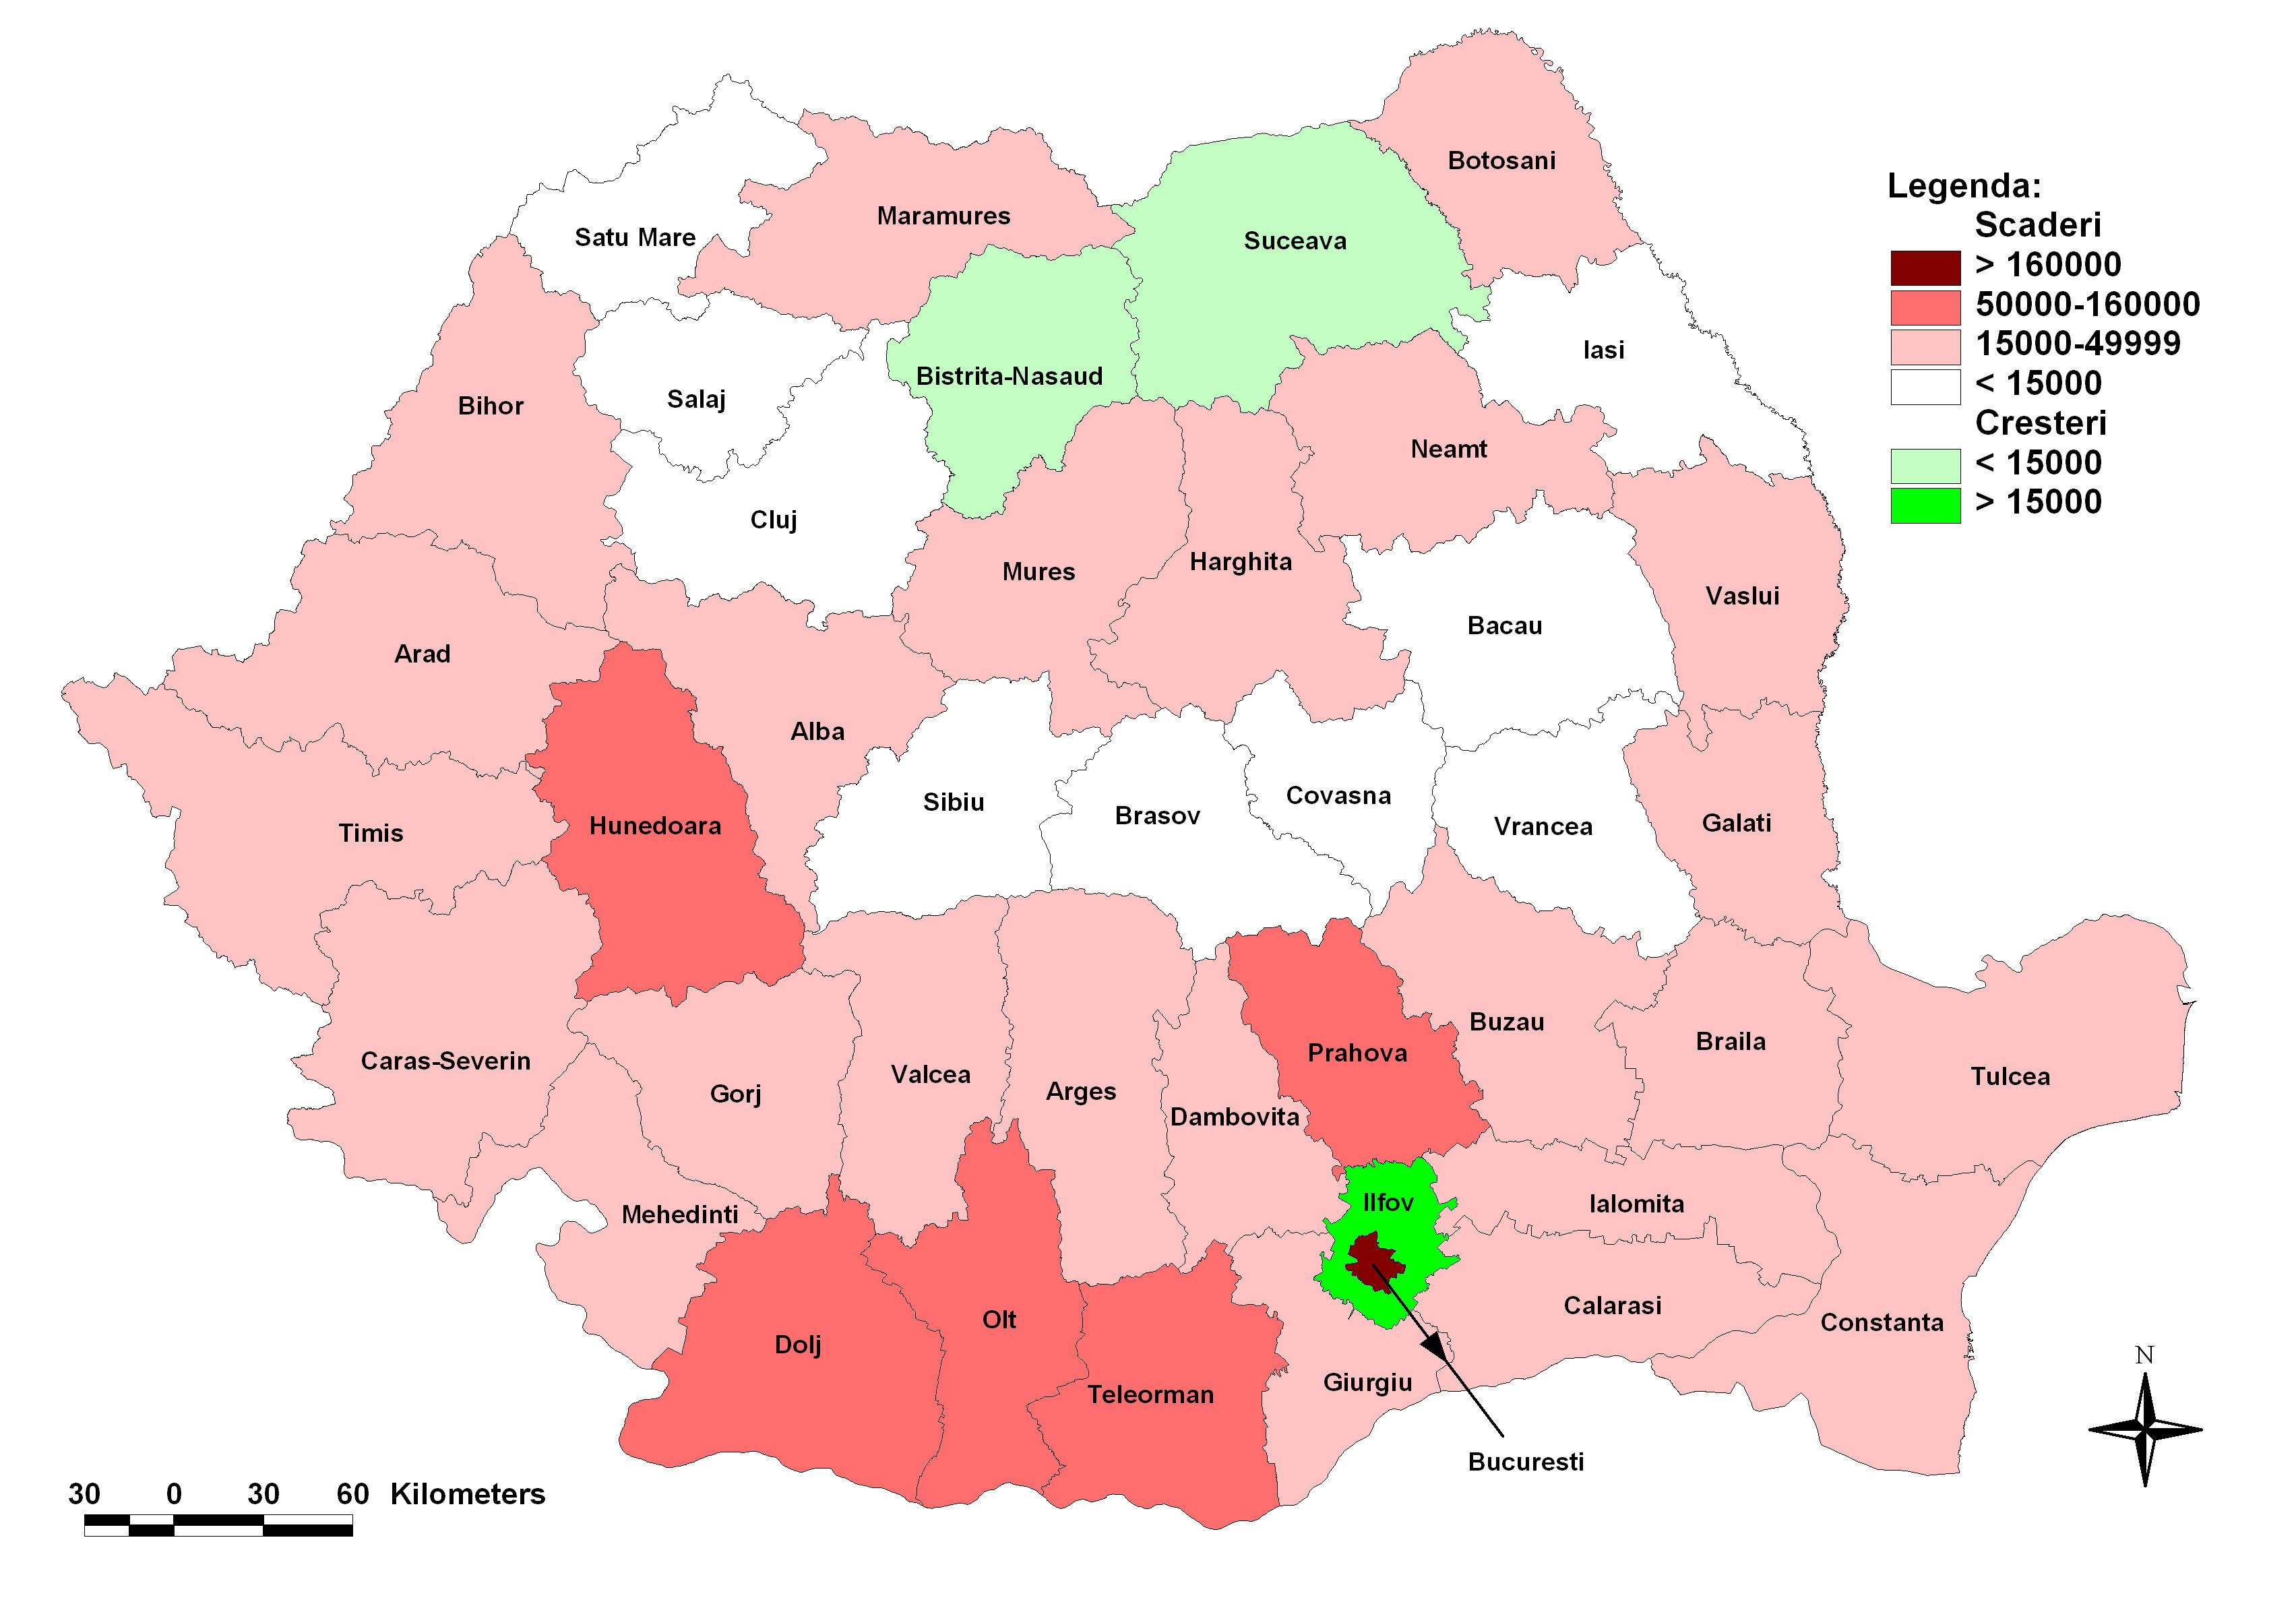 Legenda:
Scaderi
> 160000
50000-160000
15000-49999
< 15000
Cresteri
< 15000
> 15000
Botosani
Maramures
Satu Mare
Suceava
Iasi
Bistrita-Nasaud
Salaj
Bihor
Neamt
Cluj
Harghita
Mures
Vaslui
Bacau
Arad
Alba
Covasna
Sibiu
Brasov
Galati
Hunedoara
Vrancea
Timis
Buzau
Braila
Prahova
Caras-Severin
Valcea
Tulcea
Arges
Gorj
Dambovita
Ilfov
Ialomita
Mehedinti
Calarasi
Olt
Constanta
Dolj
Giurgiu
Teleorman
Bucuresti
N
30 0 30 60 Kilometers